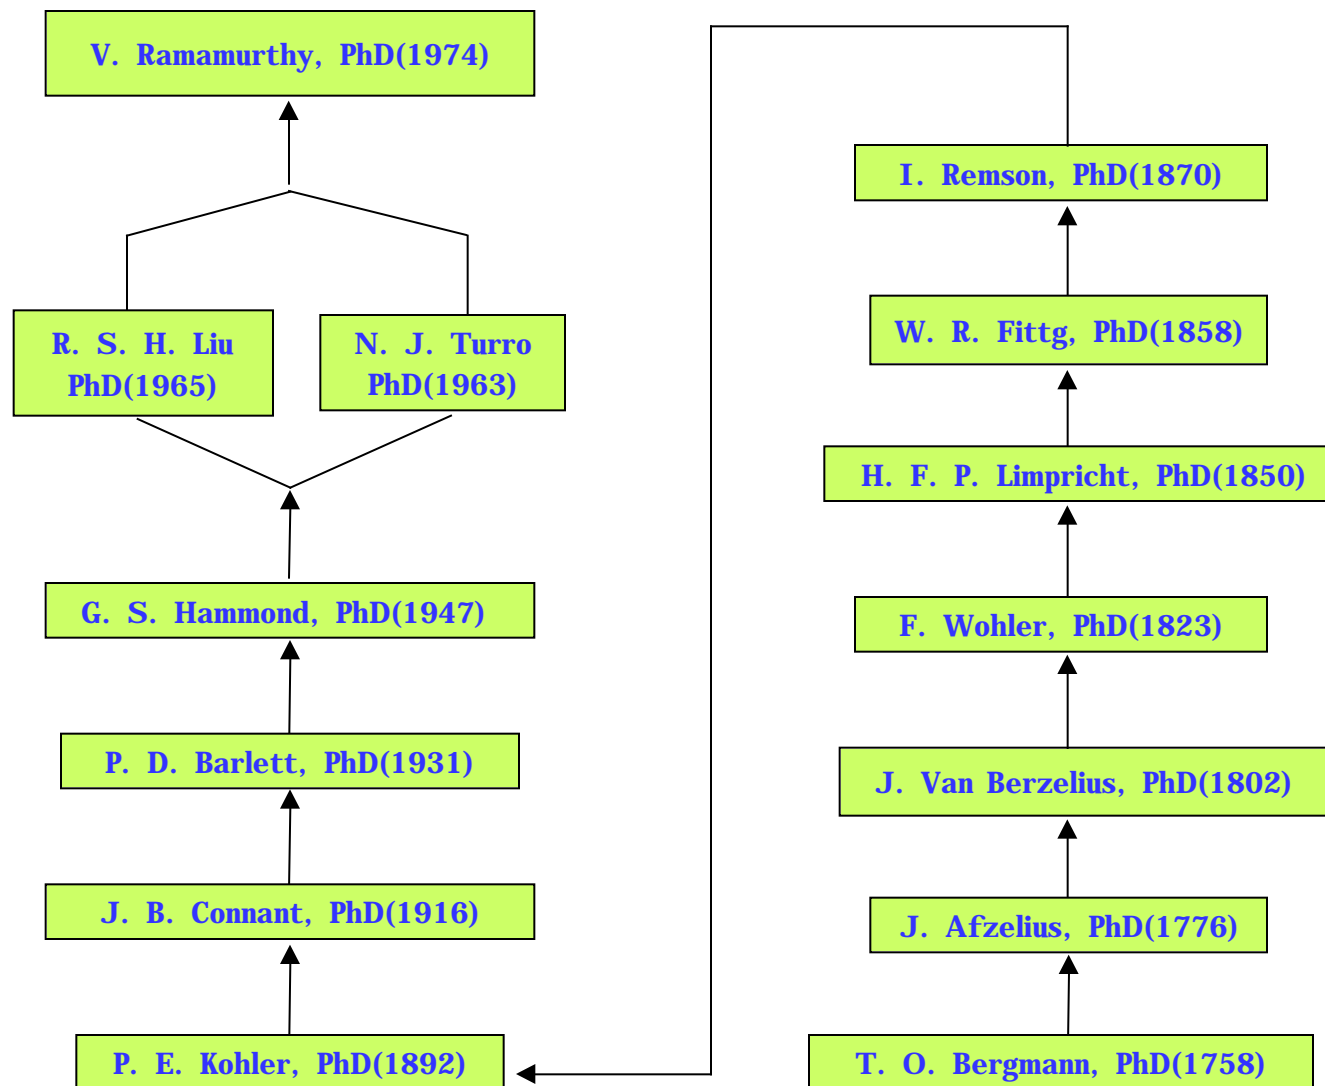 V. Ramamurthy, PhD(1974)
R. S. H. Liu
PhD(1965)
N. J. Turro
PhD(1963)
G. S. Hammond, PhD(1947)
P. D. Barlett, PhD(1931)
J. B. Connant, PhD(1916)
P. E. Kohler, PhD(1892)
I. Remson, PhD(1870)
W. R. Fittg, PhD(1858)
H. F. P. Limpricht, PhD(1850)
F. Wohler, PhD(1823)
J. Van Berzelius, PhD(1802)
J. Afzelius, PhD(1776)
T. O. Bergmann, PhD(1758)